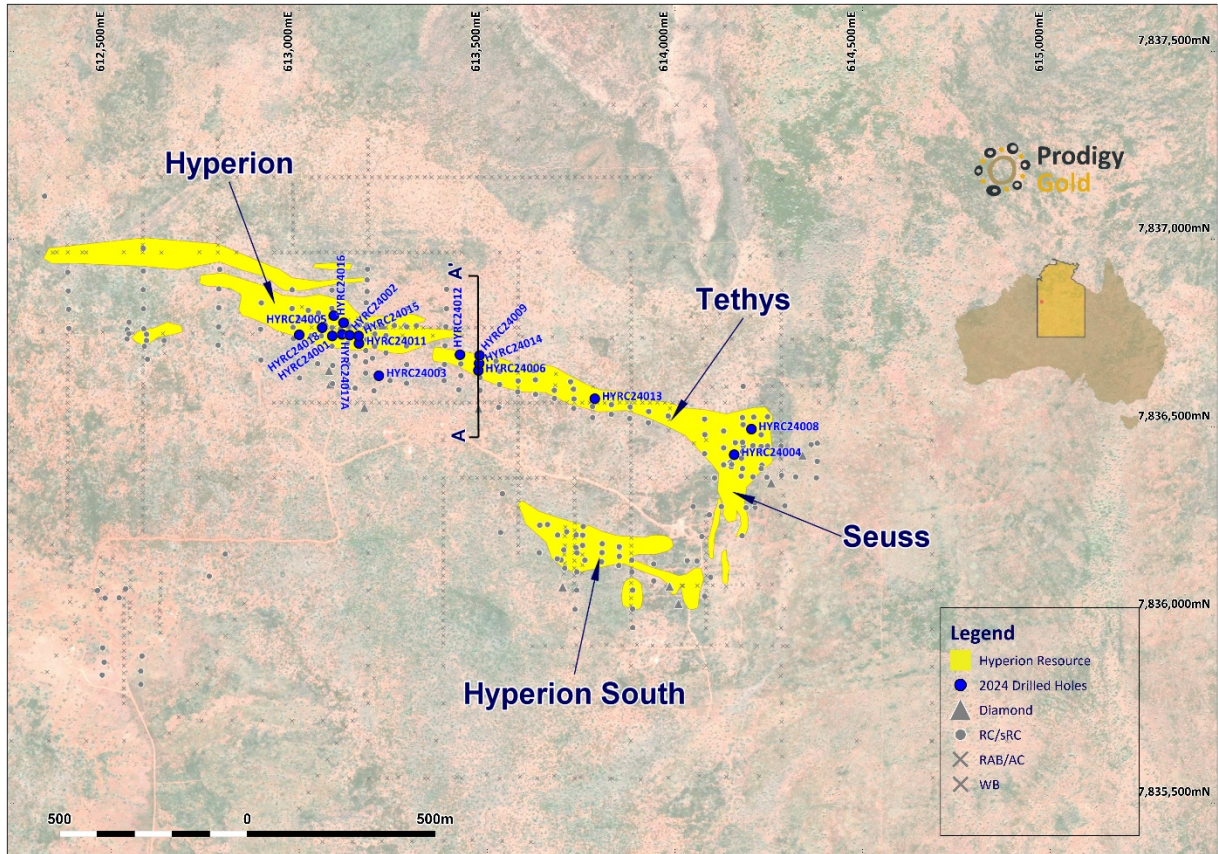 612,500mE
613,000mE
613,500mE
614,000mE
614,500mE
615,000mE
7,837,500mN
Prodigy
Gold
Hyperion
7,837,000mN
A'
Tethys
HYRC24016
HYRC24002
HYRC24012
HYRC24009
HYRC24005
HYRC24015
HYRC24014
HYRC24018
HYRC24011
HYRC24001
HYRC24006
HYRC24003
HYRC24017A
HYRC24013
7,836,500mN
HYRC24008
A
HYRC24004
Seuss
7,836,000mN
Hyperion South
Legend
Hyperion Resource
2024 Drilled Holes
Diamond
RC/sRC
RAB/AC
WB
7,835,500mN
500
0
500m